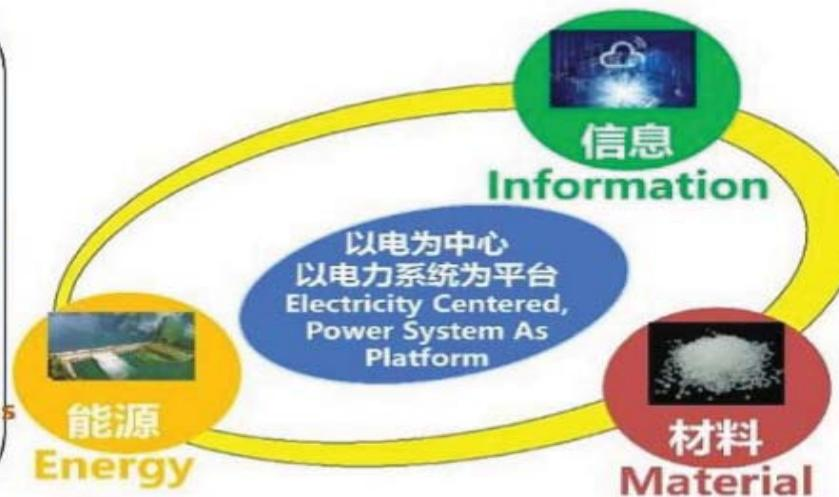 信息
Information
以电为中心
以电力系统为平台
Electricity Centered,
Power System As
Platform
s
能源
Energy
材料
Material